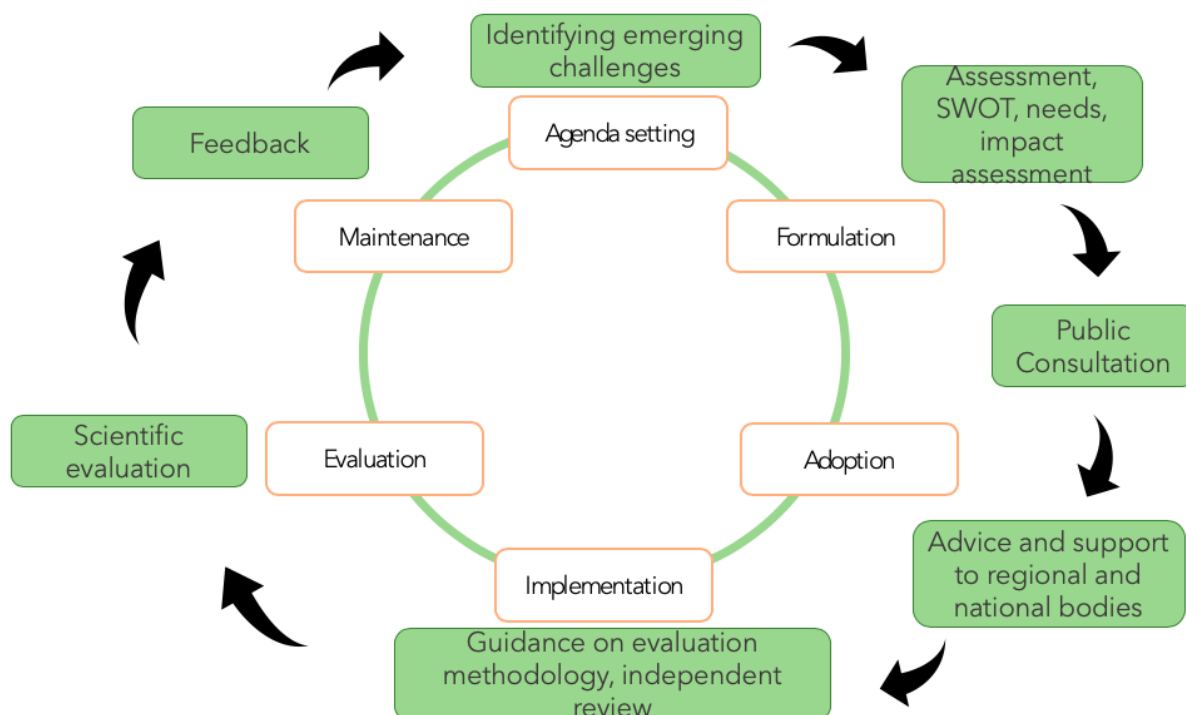 Identifying emerging
challenges
Agenda setting
Assessment,
SWOT, needs,
impact
assessment
Feedback
Maintenance
Formulation
Public
Consultation
Scientific
evaluation
Evaluation
Adoption
Advice and support
to regional and
national bodies
Implementation
Guidance on evaluation
methodology, independent
review